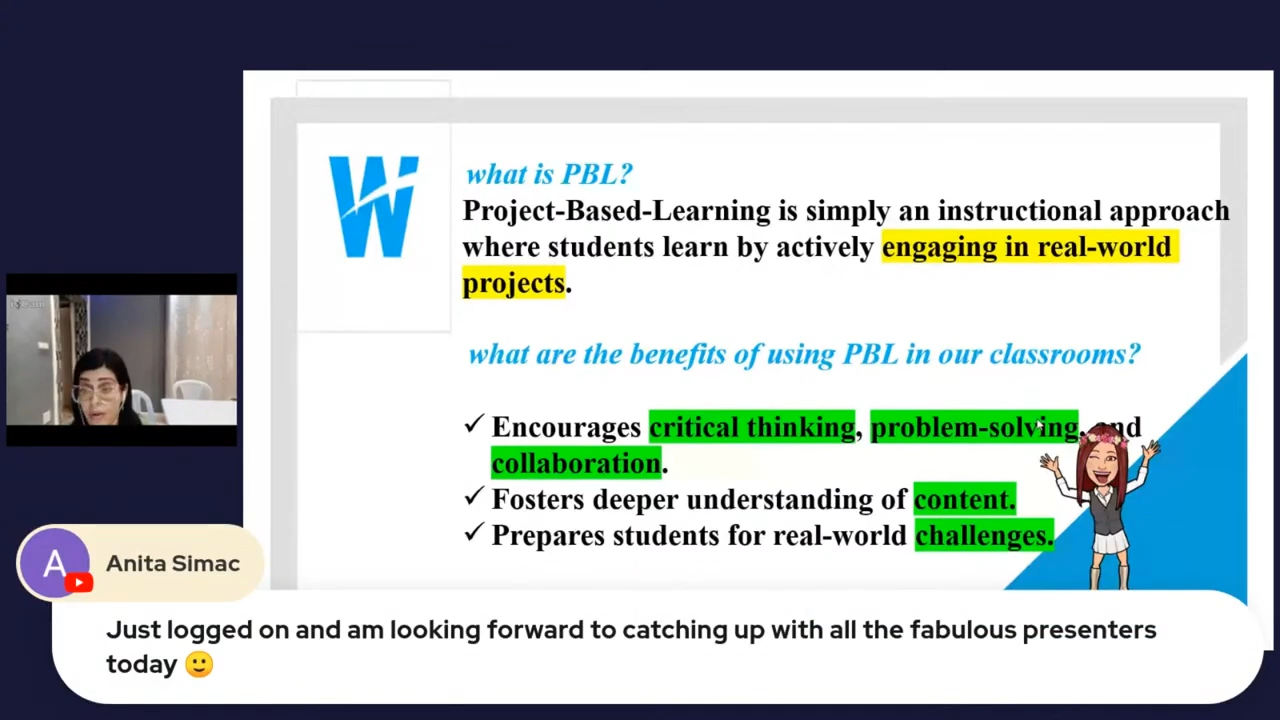 what is PBL?
Project-Based-Learning is simply an instructional approach
where students learn by actively engaging in real-world
projects.
what are the benefits of using PBL in our classrooms?
✓ Encourages critical thinking, problem-solving, and
collaboration.
✓ Fosters deeper understanding of content.
✓ Prepares students for real-world challenges.
A
Anita Simac
Just logged on and am looking forward to catching up with all the fabulous presenters
today 🙂